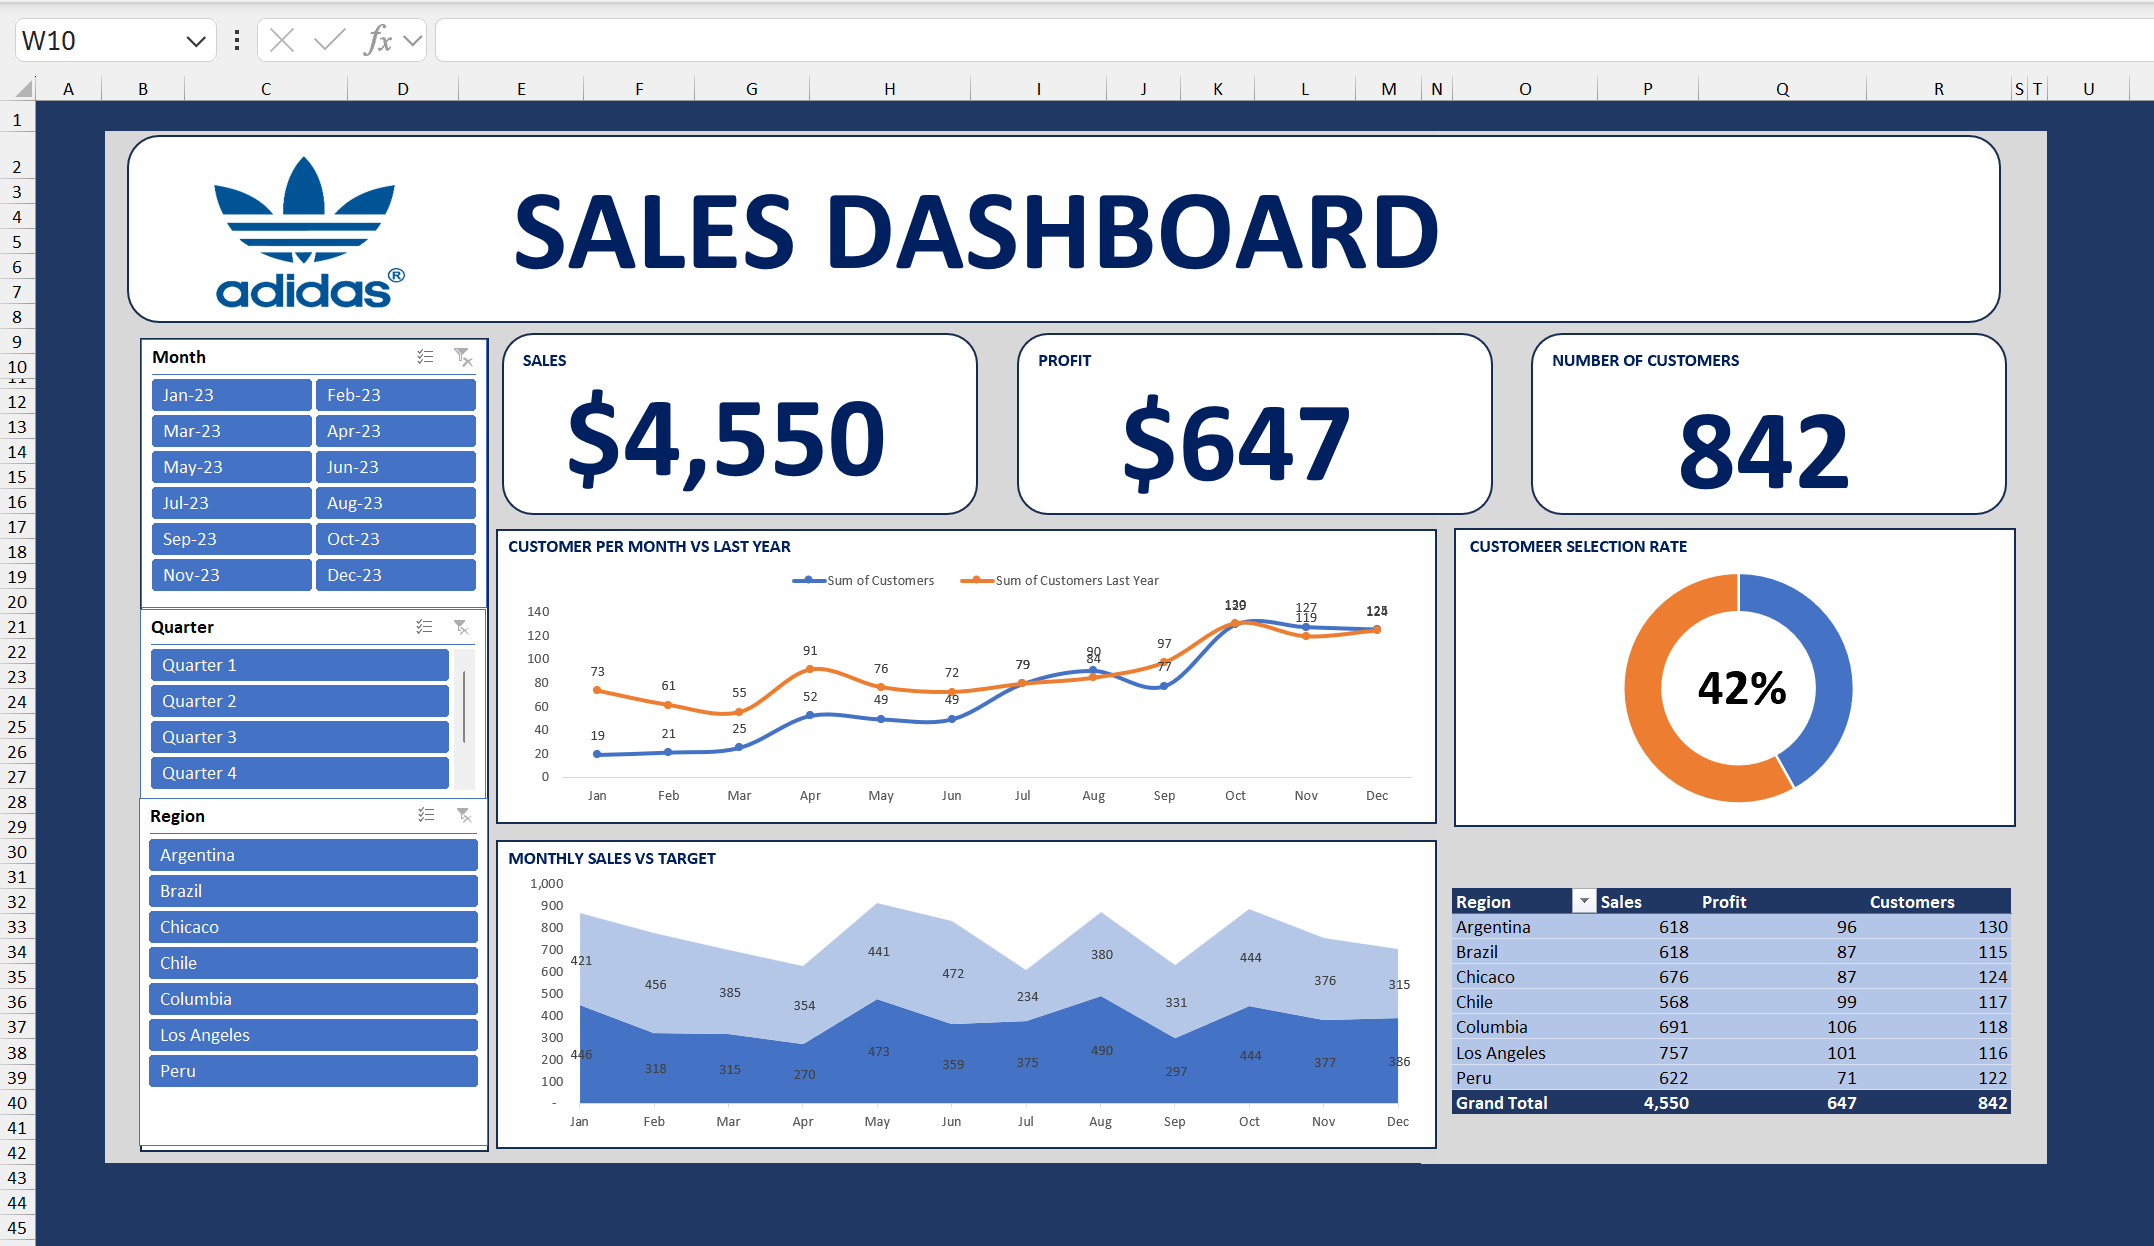 W10
fx
A B C D E F G H I J K L M N O P Q R S T U
1
2
3
4
5
6
7
8
9
10
11
12
13
14
15
16
17
18
19
20
21
22
23
24
25
26
27
28
29
30
31
32
33
34
35
36
37
38
39
40
41
42
43
44
45
adidas®
SALES DASHBOARD
Month
Jan-23 Feb-23
Mar-23 Apr-23
May-23 Jun-23
Jul-23 Aug-23
Sep-23 Oct-23
Nov-23 Dec-23
Quarter
Quarter 1
Quarter 2
Quarter 3
Quarter 4
Region
Argentina
Brazil
Chicaco
Chile
Columbia
Los Angeles
Peru
SALES
$4,550
PROFIT
$647
NUMBER OF CUSTOMERS
842
CUSTOMER PER MONTH VS LAST YEAR
Sum of Customers Sum of Customers Last Year
140
120
100
80
60
40
20
0
73 61 55 91 76 72 79 84 97 119
19 21 25 52 49 49 90 77 127
Jan Feb Mar Apr May Jun Jul Aug Sep Oct Nov Dec
CUSTOMEER SELECTION RATE
42%
MONTHLY SALES VS TARGET
1,000
900
800
700
600
500
400
300
200
100
-
421 456 385 354 441 472 234 380 331 444 376 315
446 318 315 270 473 359 375 490 297 444 377 386
Jan Feb Mar Apr May Jun Jul Aug Sep Oct Nov Dec
Region Sales Profit Customers
Argentina 618 96 130
Brazil 618 87 115
Chicaco 676 87 124
Chile 568 99 117
Columbia 691 106 118
Los Angeles 757 101 116
Peru 622 71 122
Grand Total 4,550 647 842